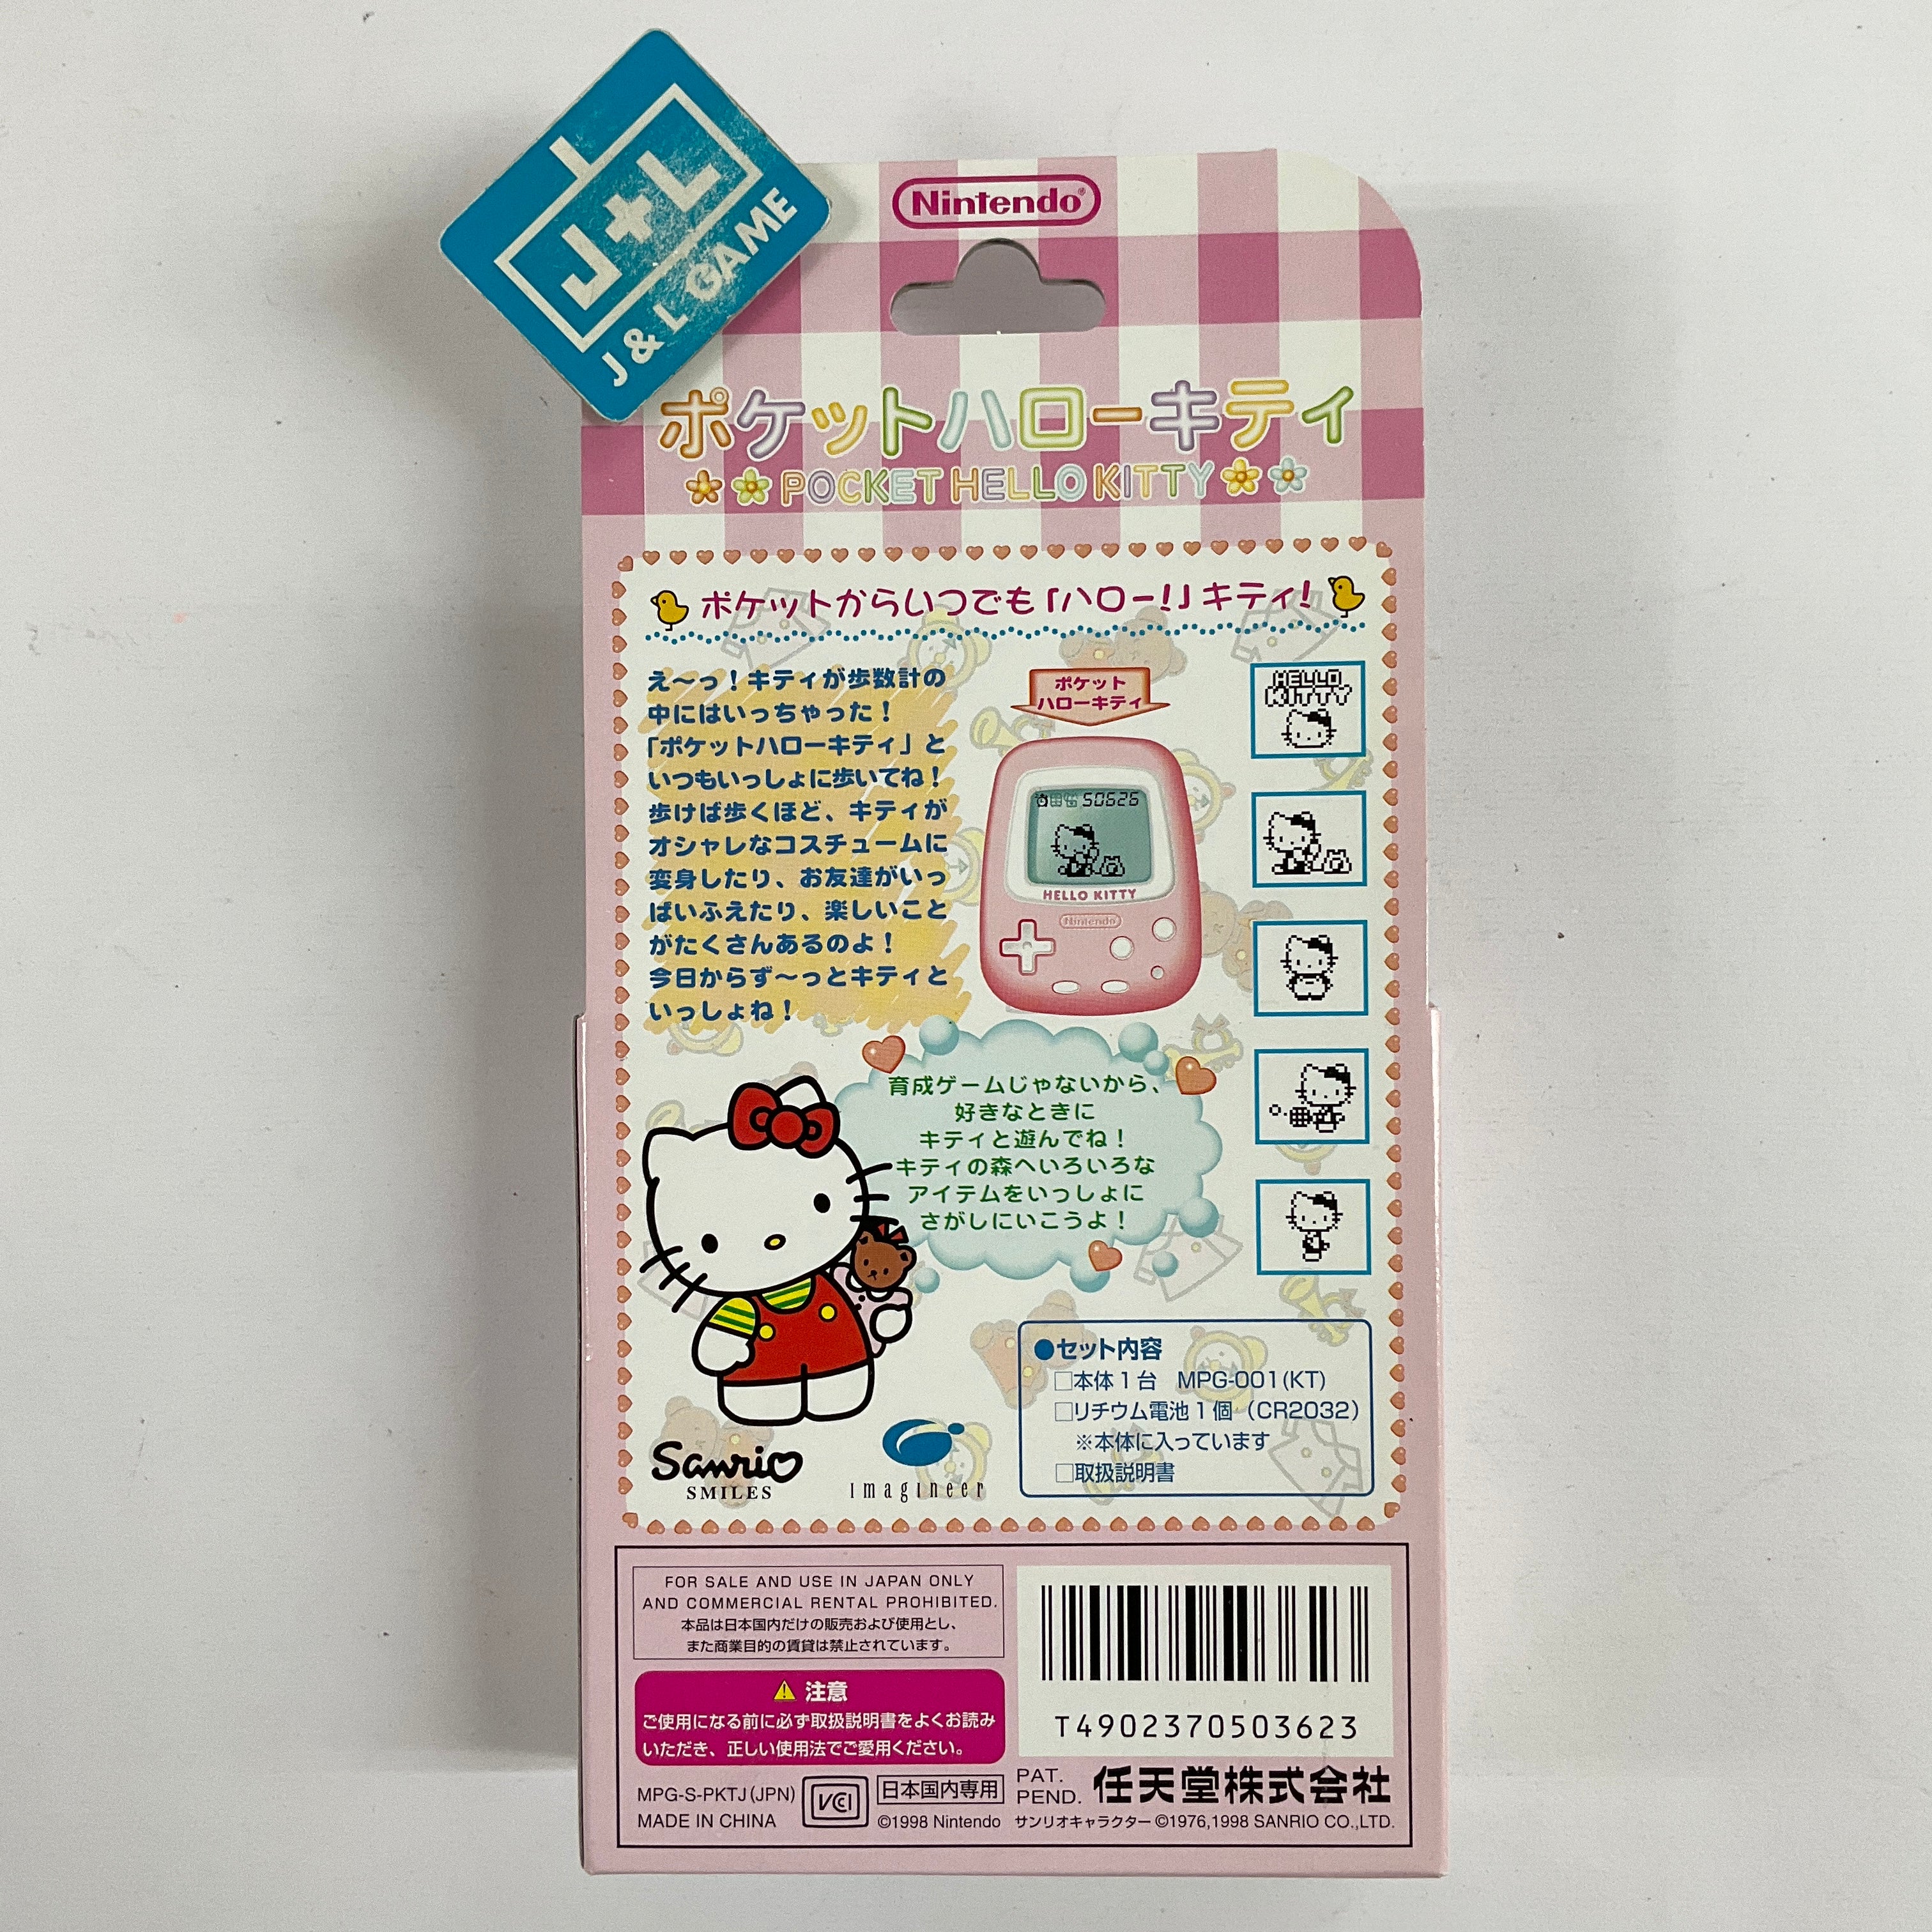 J+L
J & L GAME
Nintendo®
ポケットハローキティ
POCKET HELLO KITTY
ポケットからいつでも「ハロー!」キティ!
え〜っ!キティが歩数計の
中にはいっちゃった!
「ポケットハローキティ」と
いつもいっしょに歩いてね!
歩けば歩くほど、キティが
オシャレなコスチュームに
変身したり、お友達がいっ
ぱいふえたり、楽しいこと
がたくさんあるのよ!
今日からず〜っとキティと
いっしょね!
ポケット
ハローキティ
50626
HELLO KITTY
Nintendo
HELLO
KITTY
育成ゲームじゃないから、
好きなときに
キティと遊んでね!
キティの森へいろいろな
アイテムをいっしょに
さがしにいこうよ!
●セット内容
□本体1台 MPG-001(KT)
□リチウム電池1個(CR2032)
※本体に入っています
□取扱説明書
Sanrio
SMILES
imagineer
FOR SALE AND USE IN JAPAN ONLY
AND COMMERCIAL RENTAL PROHIBITED.
本品は日本国内だけの販売および使用とし、
また商業目的の賃貸は禁止されています。
⚠ 注意
ご使用になる前に必ず取扱説明書をよくお読み
いただき、正しい使用法でご愛用ください。
T4902370503623
MPG-S-PKTJ(JPN)
MADE IN CHINA
VCCI
日本国内専用
©1998 Nintendo
PAT.
PEND.
任天堂株式会社
サンリオキャラクター ©1976,1998 SANRIO CO.,LTD.